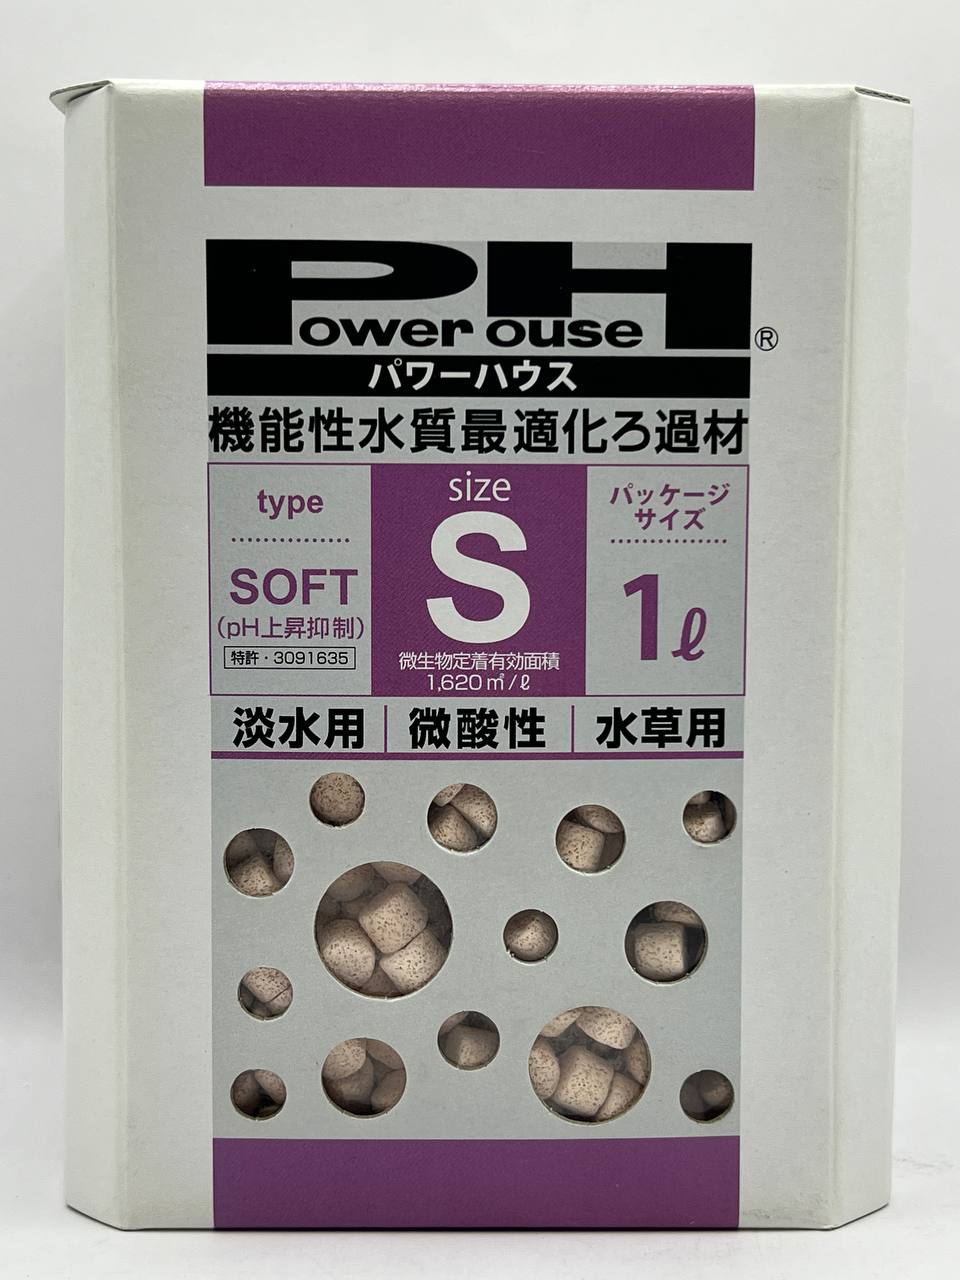 Power House ®
パワーハウス
機能性水質最適化ろ過材
type
SOFT
(pH上昇抑制)
特許・3091635
size
S
微生物定着有効面積
1,620㎡/ℓ
パッケージ
サイズ
1ℓ
淡水用 微酸性 水草用